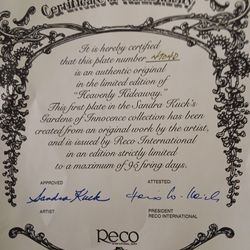 Certificate of Authenticity
It is hereby certified
that this plate number
is an authentic original
in the limited edition of
"Heavenly Hideaway."
This first plate in the Sandra Kuck's
Gardens of Innocence collection has been
created from an original work by the artist,
and is issued by Reco International
in an edition strictly limited
to a maximum of 95 firing days.
APPROVED ATTESTED
Sandra Kuck
ARTIST PRESIDENT
RECO INTERNATIONAL
Reco